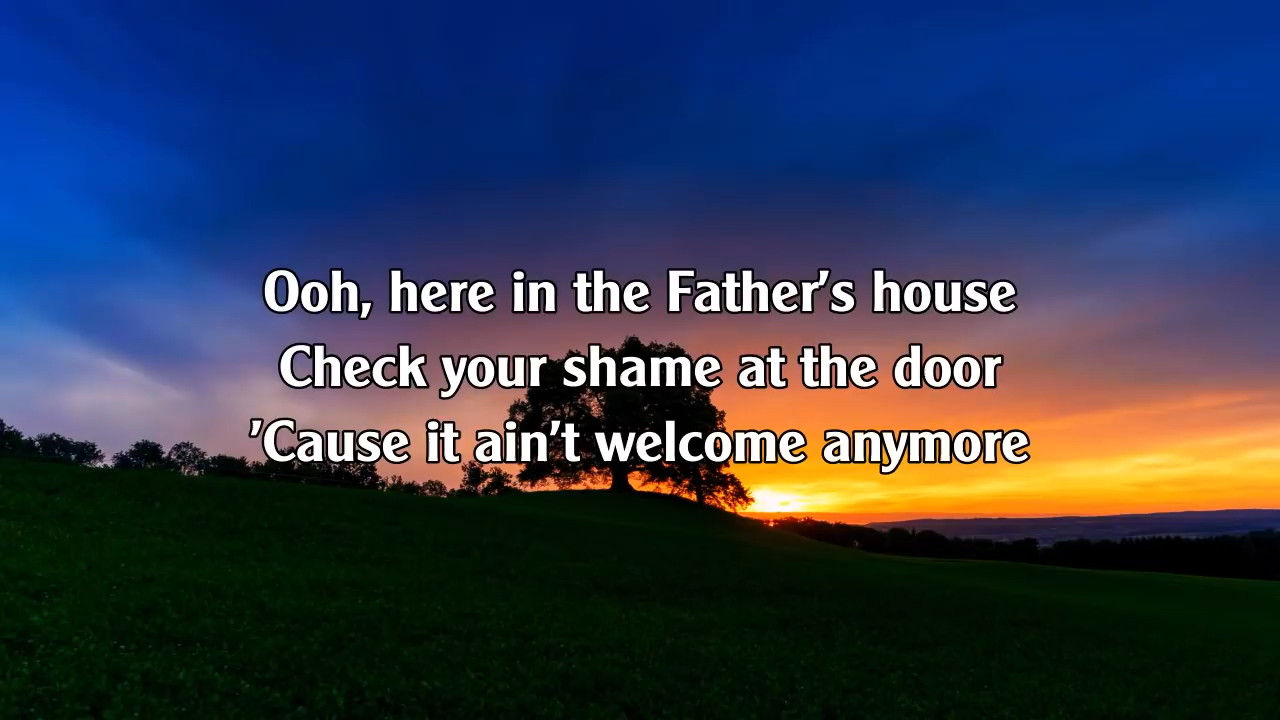 Ooh, here in the Father's house
Check your shame at the door
'Cause it ain't welcome anymore